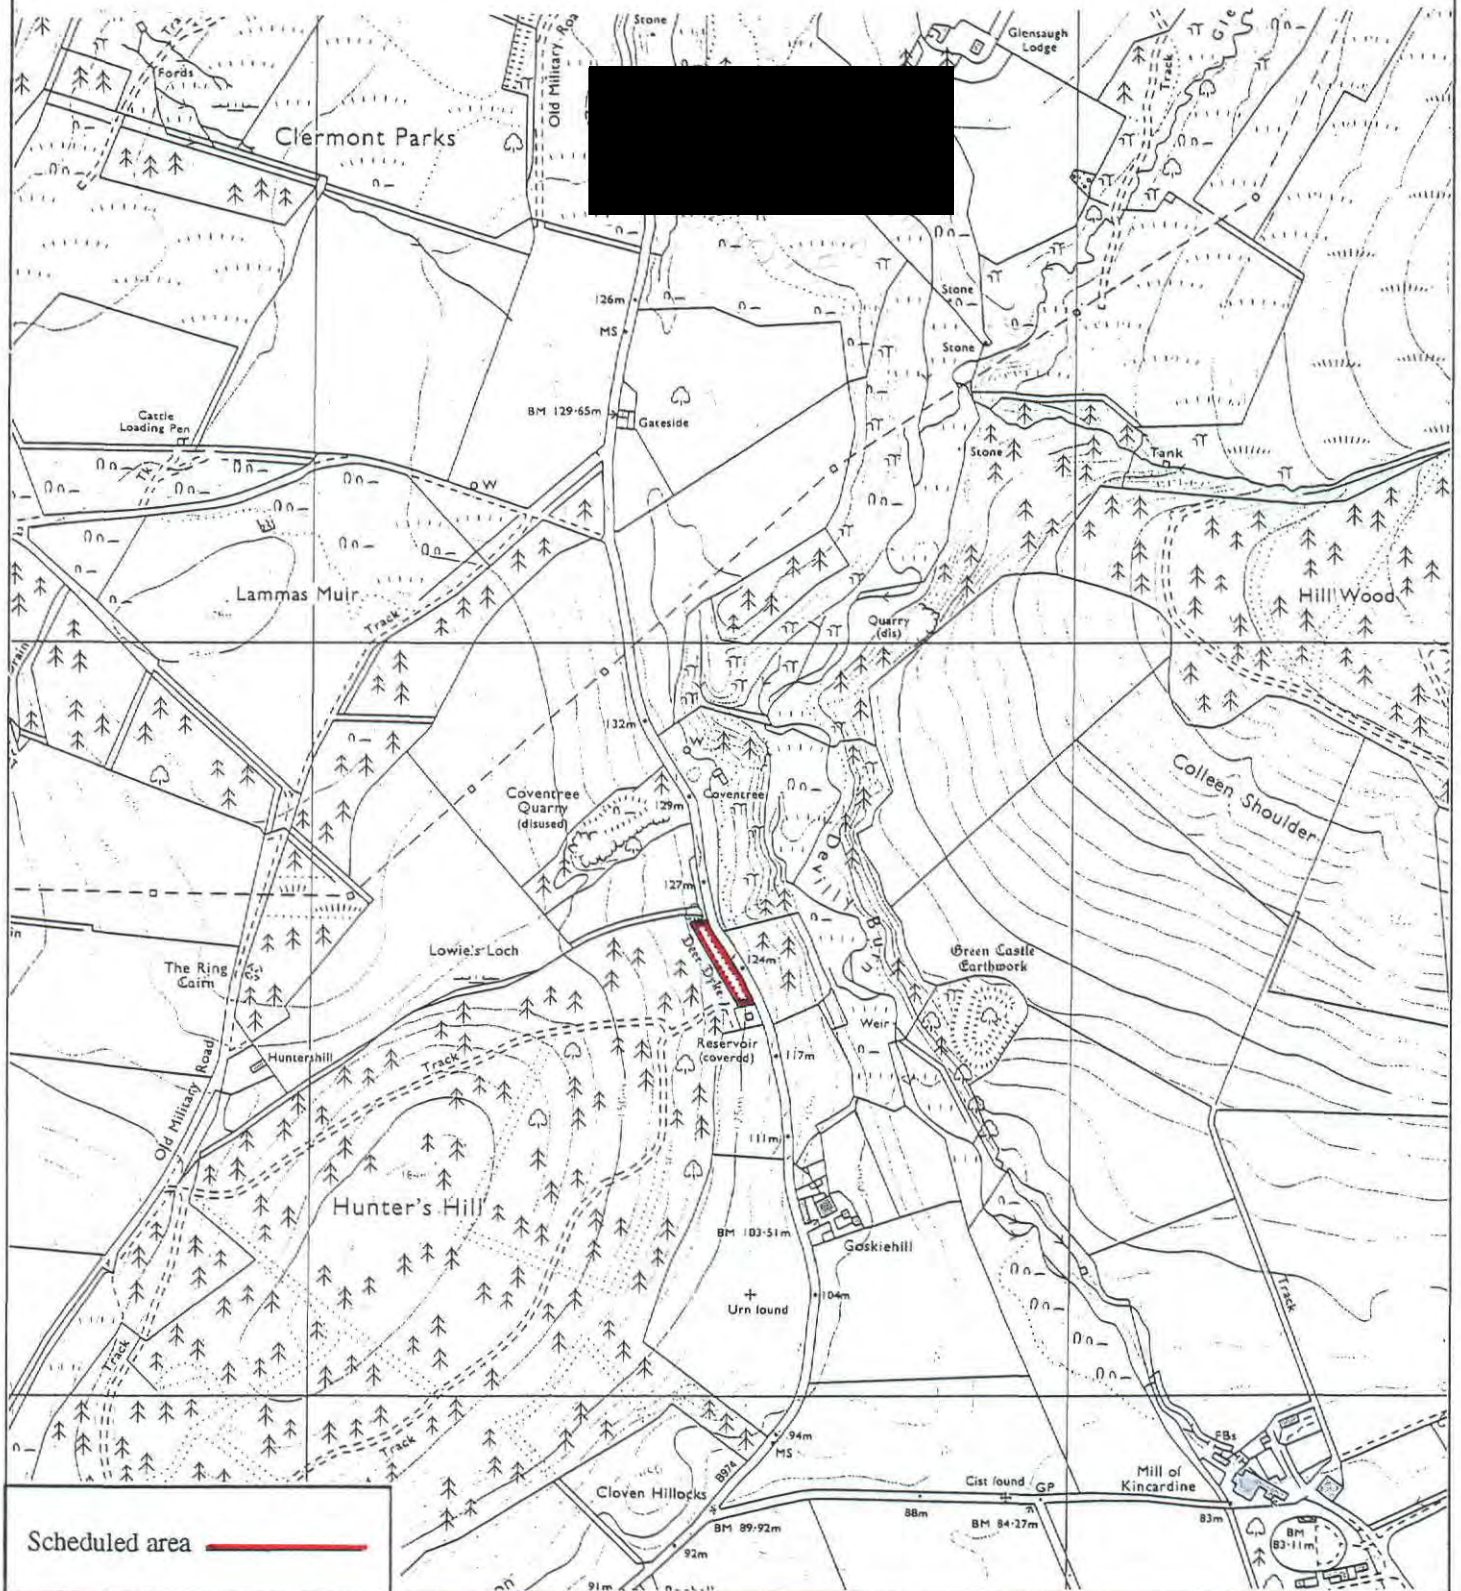 Stone
Old Military Roa
Glensaugh
Lodge
Track
Gle
Tra
Fords
Clermont Parks
126m
MS
Stone
Stone
BM 129·65m
Gateside
Cattle
Loading Pen
Tk
W
Stone
Tank
Lammas Muir
Track
Quarry
(dis)
Hill Wood
Drain
132m
W
Coventree
Coventree
Quarry
(disused)
129m
Colleen Shoulder
127m
Devilly Burn
The Ring
Cairn
Lowie's Loch
Deer Dyke
124m
Green Castle
Earthwork
Reservoir
(covered)
Weir
117m
Huntershill
Track
Old Military Road
111m
Hunter's Hill
BM 103·51m
Goskiehill
Urn found
104m
Track
Track
Track
94m
MS
B974
FBs
Cloven Hillocks
Cist found
GP
Mill of
Kincardine
BM 89·92m
88m
BM 84·27m
83m
BM
83·11m
92m
91m
Scheduled area